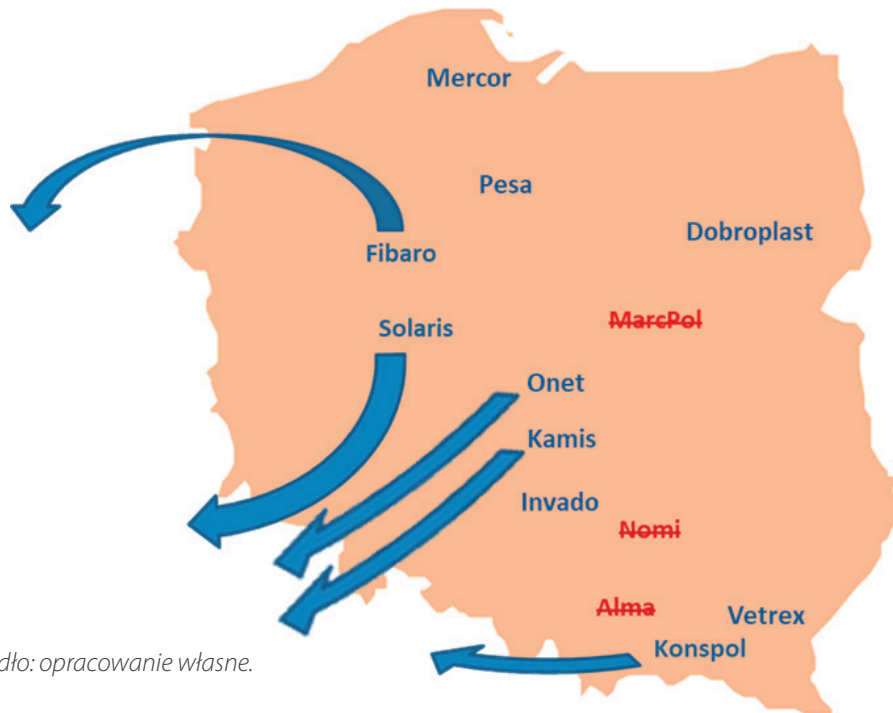 Mercor
Pesa
Dobroplast
Fibaro
MarcPol
Solaris
Onet
Kamis
Invado
Nomi
Alma
Vetrex
Konspol
dło: opracowanie własne.